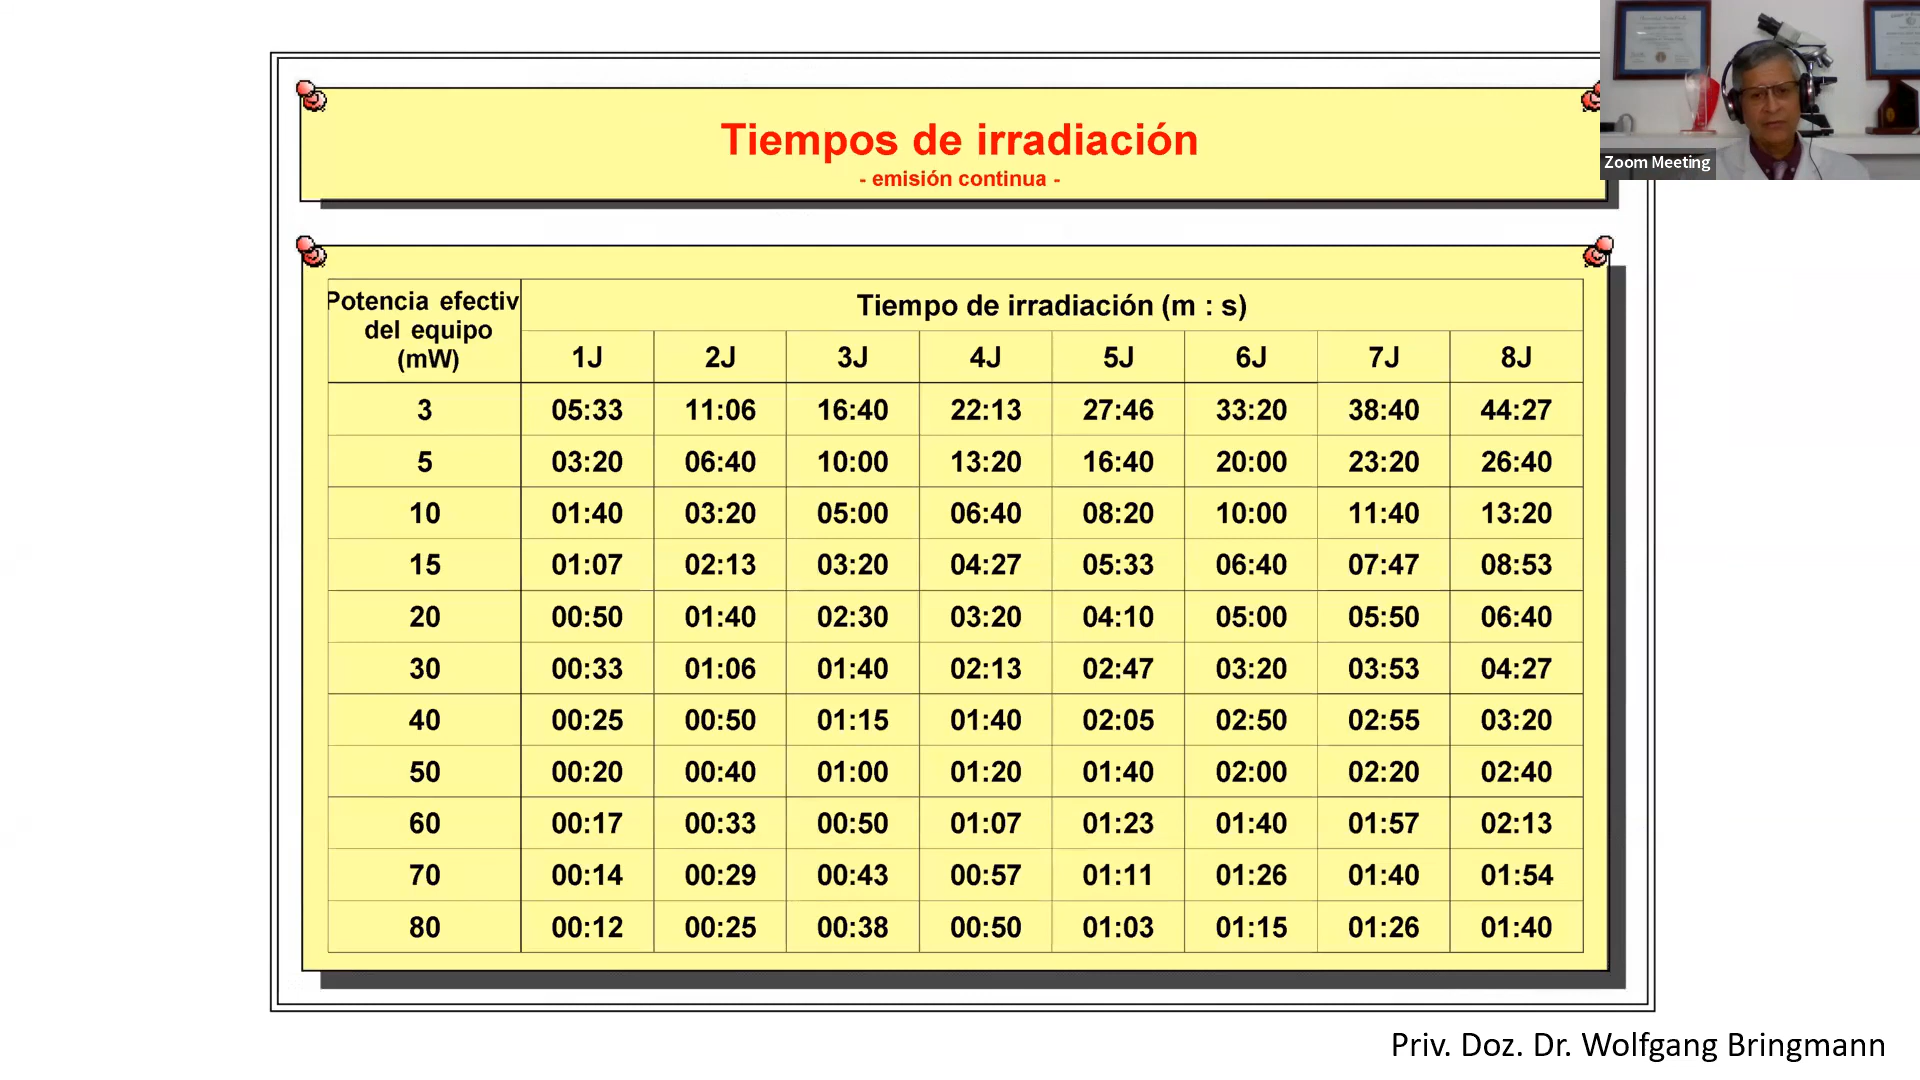 Tiempos de irradiación
- emisión continua -
Zoom Meeting
Potencia efectiv
del equipo
(mW)
Tiempo de irradiación (m : s)
1J 2J 3J 4J 5J 6J 7J 8J
3 05:33 11:06 16:40 22:13 27:46 33:20 38:40 44:27
5 03:20 06:40 10:00 13:20 16:40 20:00 23:20 26:40
10 01:40 03:20 05:00 06:40 08:20 10:00 11:40 13:20
15 01:07 02:13 03:20 04:27 05:33 06:40 07:47 08:53
20 00:50 01:40 02:30 03:20 04:10 05:00 05:50 06:40
30 00:33 01:06 01:40 02:13 02:47 03:20 03:53 04:27
40 00:25 00:50 01:15 01:40 02:05 02:50 02:55 03:20
50 00:20 00:40 01:00 01:20 01:40 02:00 02:20 02:40
60 00:17 00:33 00:50 01:07 01:23 01:40 01:57 02:13
70 00:14 00:29 00:43 00:57 01:11 01:26 01:40 01:54
80 00:12 00:25 00:38 00:50 01:03 01:15 01:26 01:40
Priv. Doz. Dr. Wolfgang Bringmann